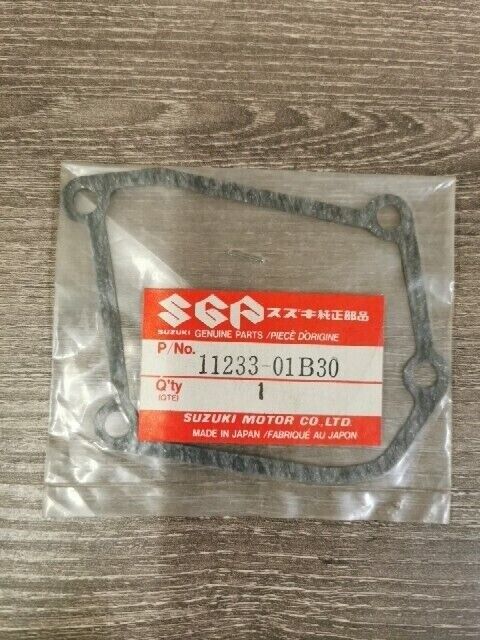 SGP スズキ純正部品
SUZUKI GENUINE PARTS /PIECĖ D'ORIGINE
P/No. 11233-01B30
Q'ty 1
(QTE)
SUZUKI MOTOR CO.,LTD.
MADE IN JAPAN /FABRIQUÉ AU JAPON